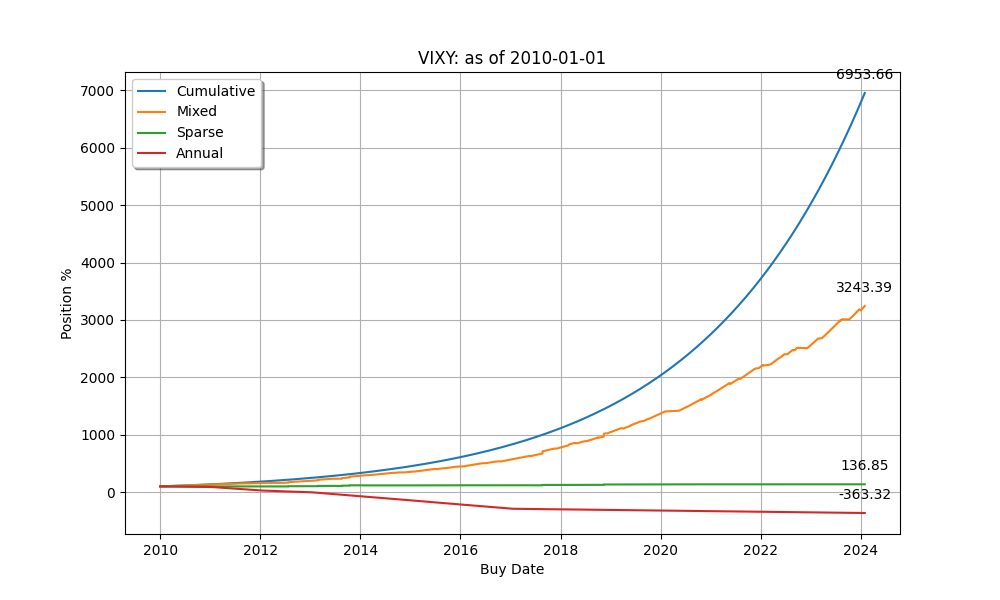 VIXY: as of 2010-01-01
6953.66
7000
Cumulative
Mixed
Sparse
Annual
6000
5000
4000
3243.39
3000
2000
1000
136.85
0
-363.32
Position %
2010 2012 2014 2016 2018 2020 2022 2024
Buy Date